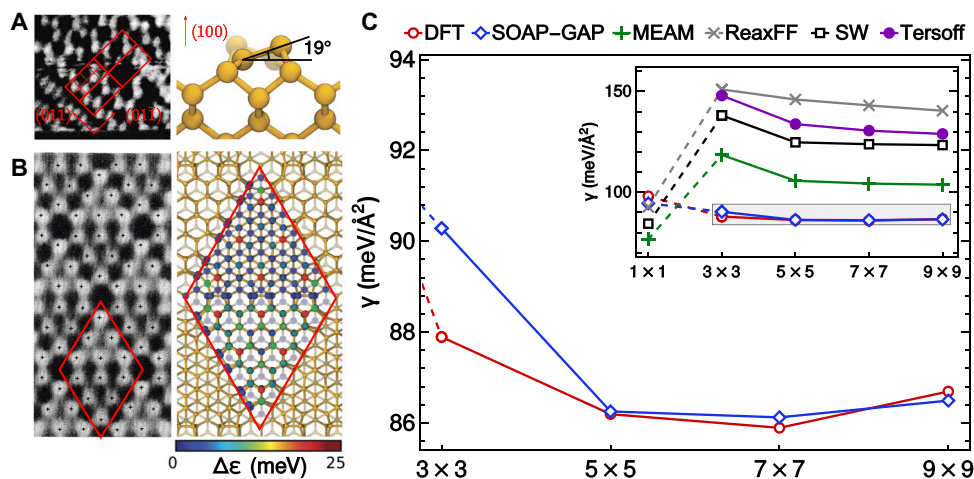 A
(100)
19°
(011)
(011̄)
B
0
25
Δε (meV)
C
DFT
SOAP-GAP
MEAM
ReaxFF
SW
Tersoff
94
92
90
88
86
γ (meV/Å²)
3×3
5×5
7×7
9×9
150
100
γ (meV/Å²)
1×1
3×3
5×5
7×7
9×9